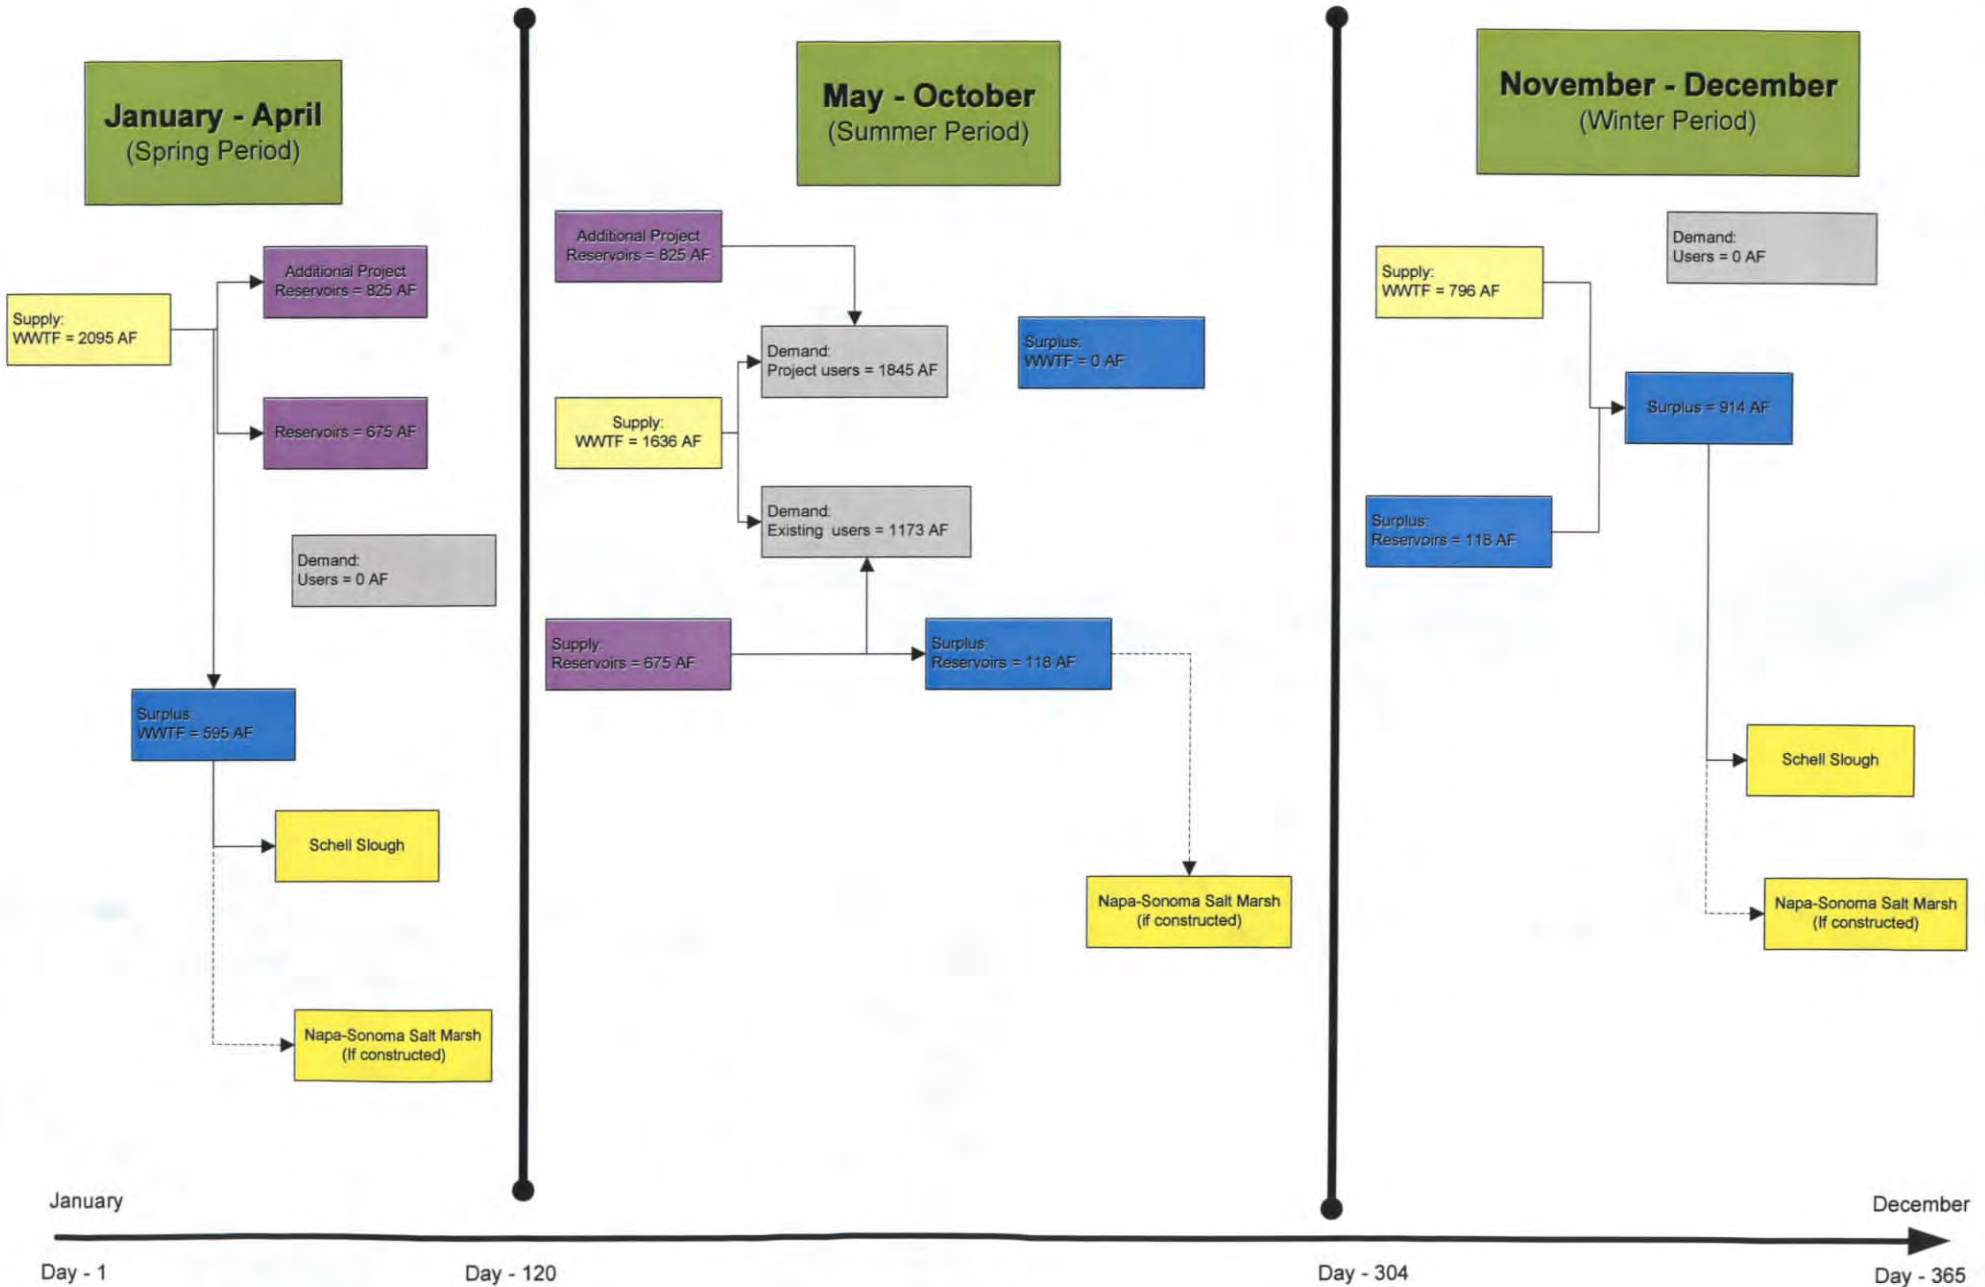 January - April
(Spring Period)
Additional Project
Reservoirs = 825 AF
Supply:
WWTF = 2095 AF
Reservoirs = 675 AF
Demand:
Users = 0 AF
Surplus:
WWTF = 595 AF
Schell Slough
Napa-Sonoma Salt Marsh
(If constructed)
May - October
(Summer Period)
Additional Project
Reservoirs = 825 AF
Demand:
Project users = 1845 AF
Surplus:
WWTF = 0 AF
Supply:
WWTF = 1636 AF
Demand:
Existing users = 1173 AF
Supply:
Reservoirs = 675 AF
Surplus:
Reservoirs = 118 AF
Napa-Sonoma Salt Marsh
(if constructed)
November - December
(Winter Period)
Demand:
Users = 0 AF
Supply:
WWTF = 796 AF
Surplus = 914 AF
Surplus:
Reservoirs = 118 AF
Schell Slough
Napa-Sonoma Salt Marsh
(If constructed)
January
December
Day - 1
Day - 120
Day - 304
Day - 365